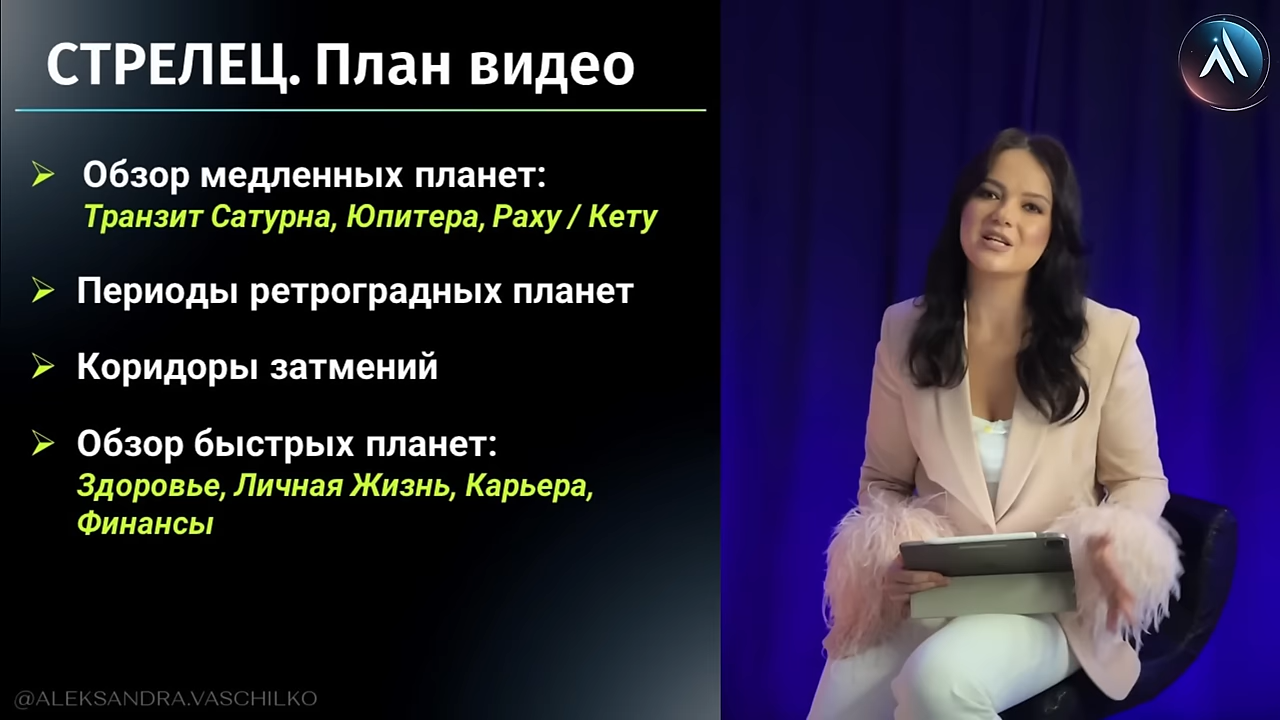 СТРЕЛЕЦ. План видео
Обзор медленных планет:
Транзит Сатурна, Юпитера, Раху / Кету
Периоды ретроградных планет
Коридоры затмений
Обзор быстрых планет:
Здоровье, Личная Жизнь, Карьера,
Финансы
@ALEKSANDRA.VASCHILKO